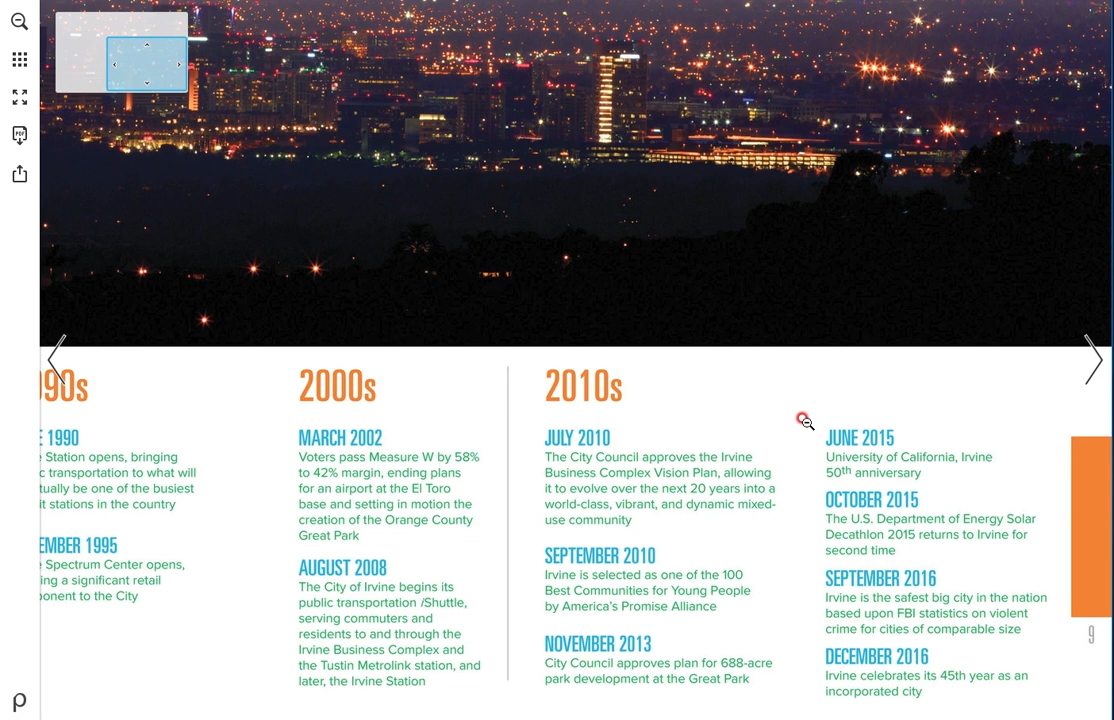 PDF
90s
1990
Station opens, bringing
transportation to what will
be one of the busiest
stations in the country
1995
Spectrum Center opens,
a significant retail
to the City
2000s
MARCH 2002
Voters pass Measure W by 58%
to 42% margin, ending plans
for an airport at the El Toro
base and setting in motion the
creation of the Orange County
Great Park
AUGUST 2008
The City of Irvine begins its
public transportation iShuttle,
serving commuters and
residents to and through the
Irvine Business Complex and
the Tustin Metrolink station, and
later, the Irvine Station
2010s
JULY 2010
The City Council approves the Irvine
Business Complex Vision Plan, allowing
it to evolve over the next 20 years into a
world-class, vibrant, and dynamic mixed-
use community
SEPTEMBER 2010
Irvine is selected as one of the 100
Best Communities for Young People
by America's Promise Alliance
NOVEMBER 2013
City Council approves plan for 688-acre
park development at the Great Park
JUNE 2015
University of California, Irvine
50th anniversary
OCTOBER 2015
The U.S. Department of Energy Solar
Decathlon 2015 returns to Irvine for
second time
SEPTEMBER 2016
Irvine is the safest big city in the nation
based upon FBI statistics on violent
crime for cities of comparable size
DECEMBER 2016
Irvine celebrates its 45th year as an
incorporated city
9